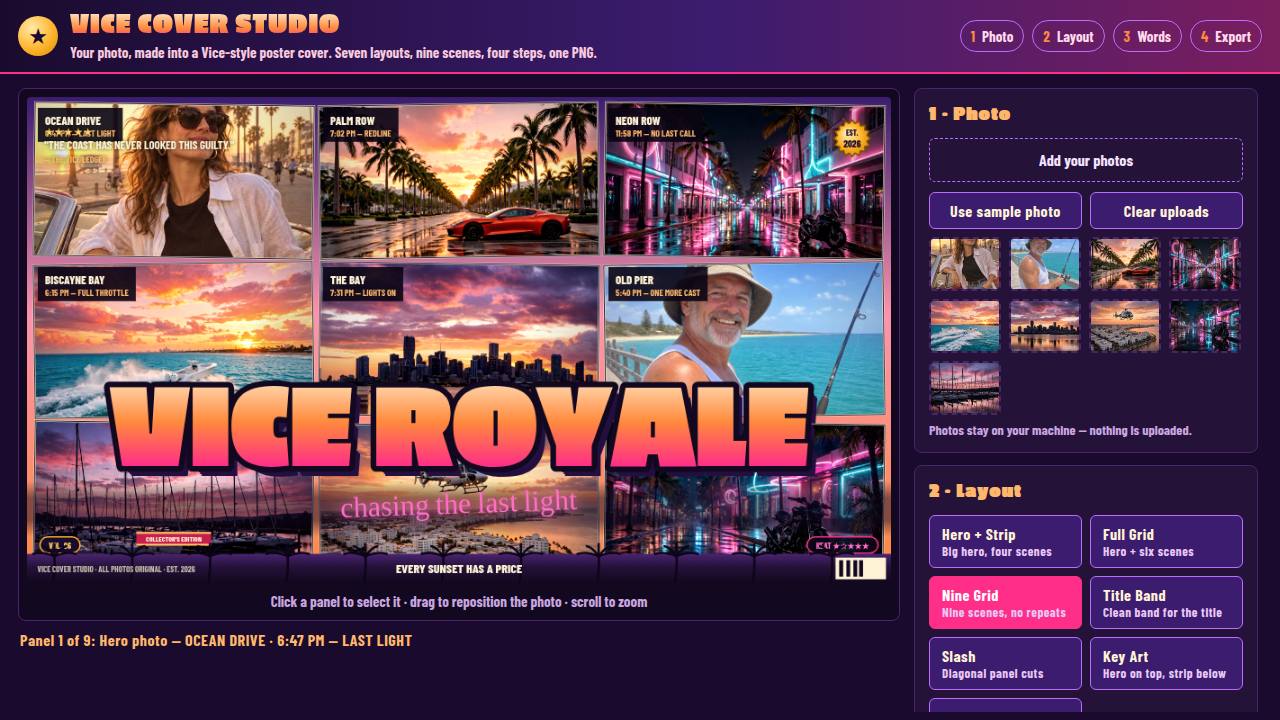 VICE COVER STUDIO
Your photo, made into a Vice-style poster cover. Seven layouts, nine scenes, four steps, one PNG.
1 Photo
2 Layout
3 Words
4 Export
OCEAN DRIVE
LAST LIGHT
"THE COAST HAS NEVER LOOKED THIS GUILTY."
PALM ROW
7:02 PM — REDLINE
NEON ROW
11:58 PM — NO LAST CALL
EST.
2026
BISCAYNE BAY
6:15 PM — FULL THROTTLE
THE BAY
7:31 PM — LIGHTS ON
OLD PIER
5:40 PM — ONE MORE CAST
VICE ROYALE
chasing the last light
COLLECTOR'S EDITION
VICE COVER STUDIO · ALL PHOTOS ORIGINAL · EST. 2026
EVERY SUNSET HAS A PRICE
Click a panel to select it · drag to reposition the photo · scroll to zoom
Panel 1 of 9: Hero photo — OCEAN DRIVE · 6:47 PM — LAST LIGHT
1 - Photo
Add your photos
Use sample photo
Clear uploads
Photos stay on your machine — nothing is uploaded.
2 - Layout
Hero + Strip
Big hero, four scenes
Full Grid
Hero + six scenes
Nine Grid
Nine scenes, no repeats
Title Band
Clean band for the title
Slash
Diagonal panel cuts
Key Art
Hero on top, strip below